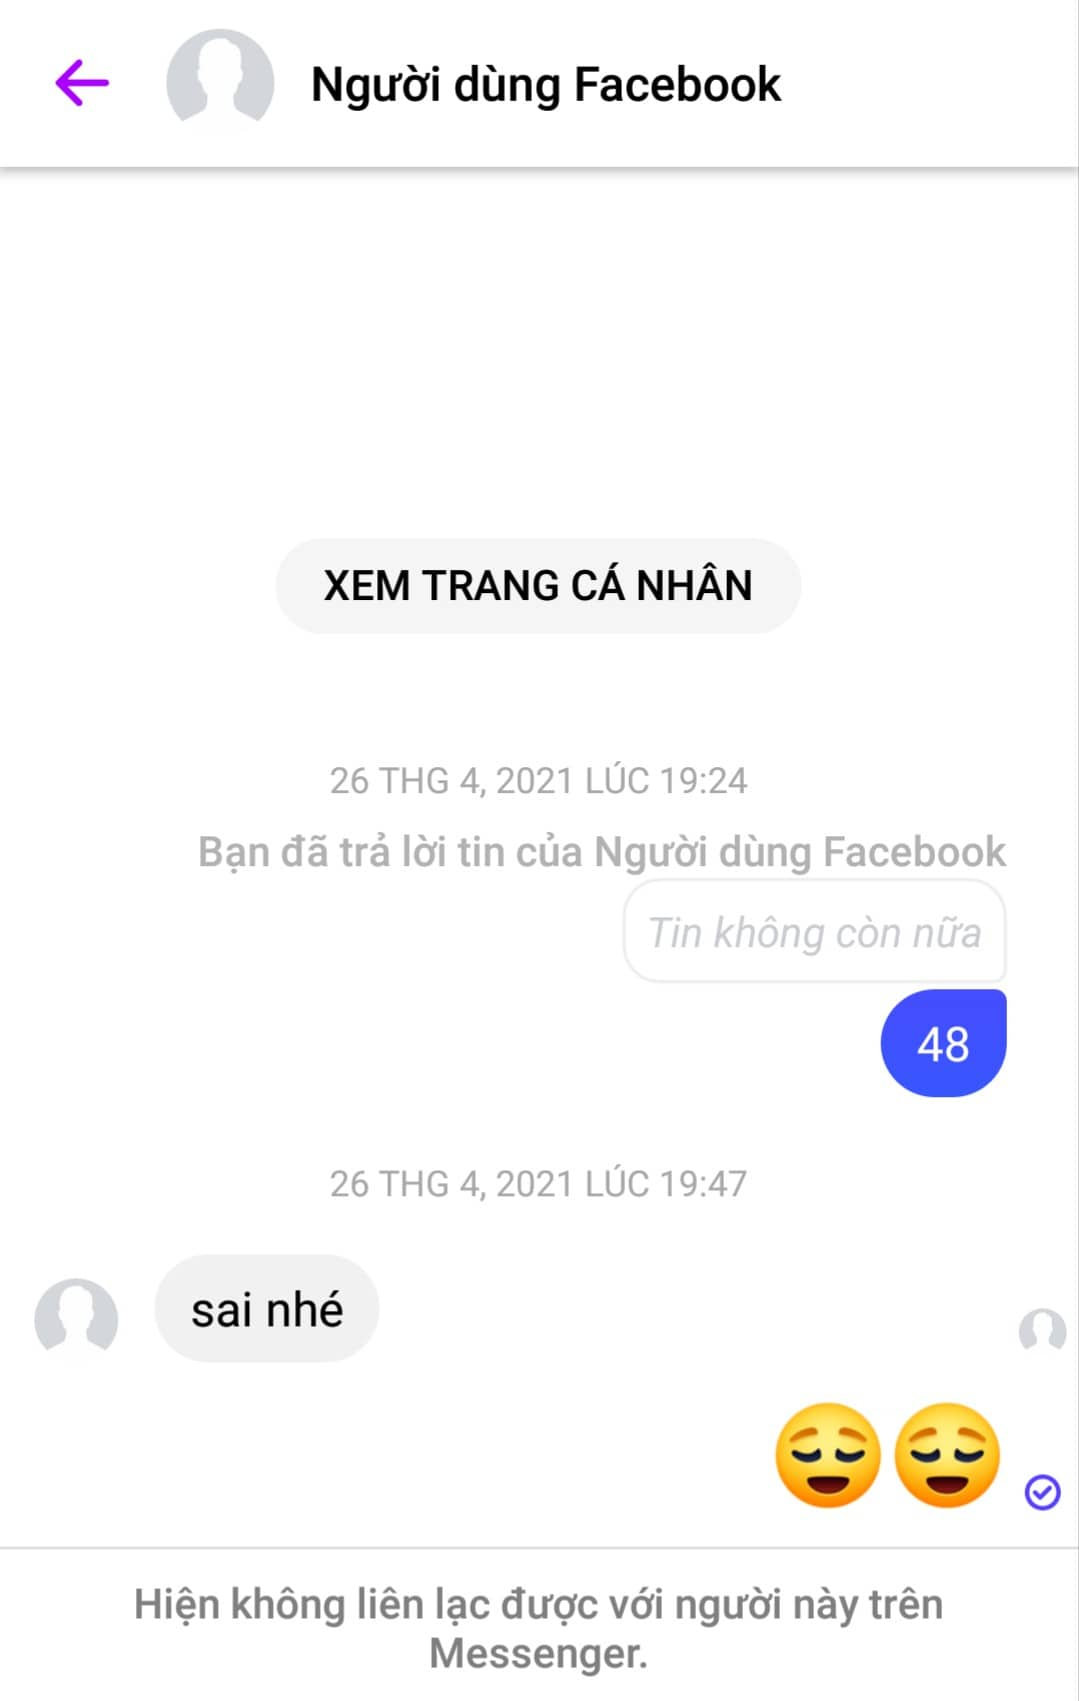 Người dùng Facebook
XEM TRANG CÁ NHÂN
26 THG 4, 2021 LÚC 19:24
Bạn đã trả lời tin của Người dùng Facebook
Tin không còn nữa
48
26 THG 4, 2021 LÚC 19:47
sai nhé
Hiện không liên lạc được với người này trên
Messenger.